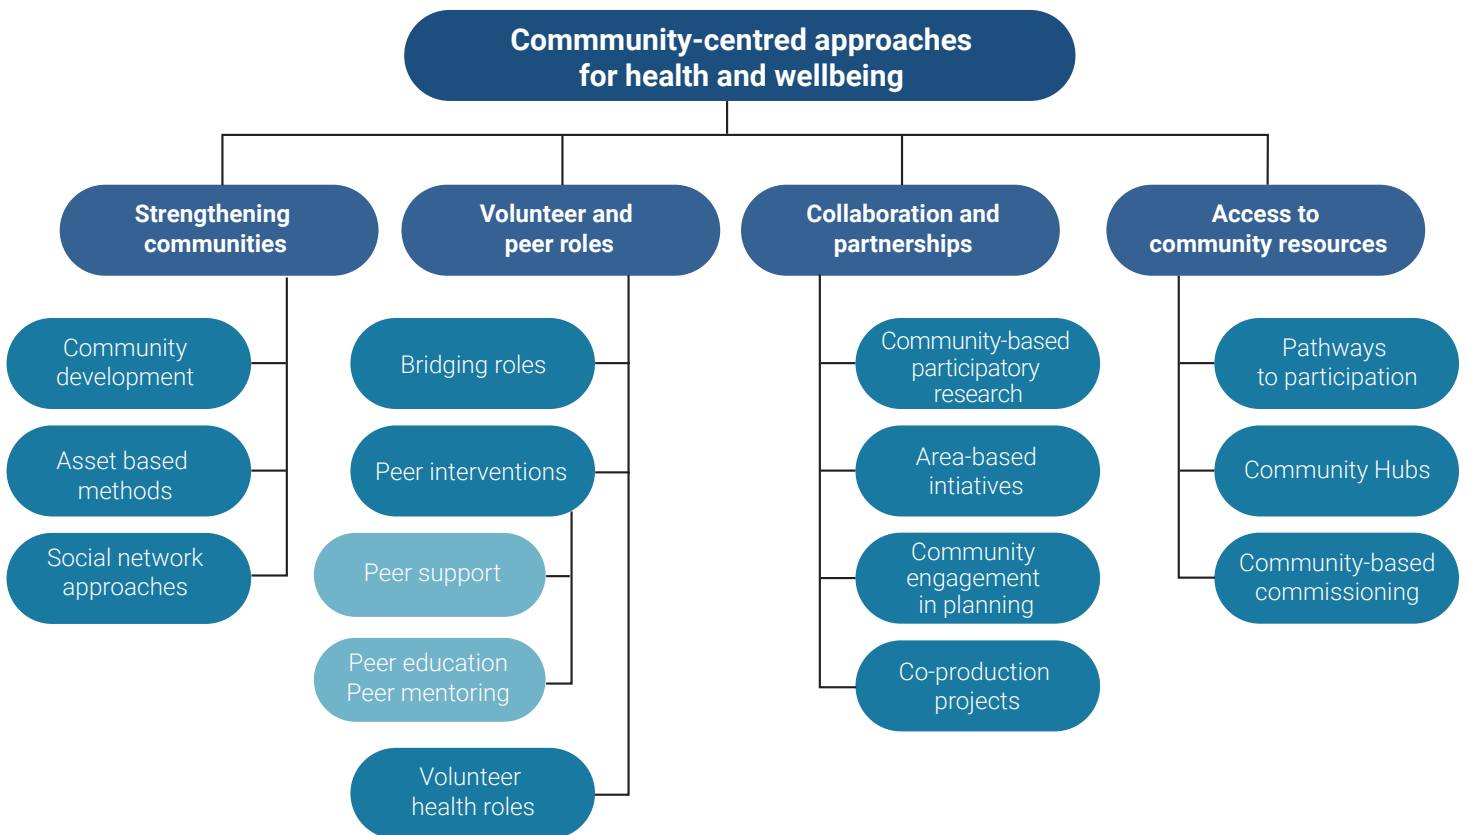 Commmunity-centred approaches
for health and wellbeing
Strengthening
communities
Community
development
Asset based
methods
Social network
approaches
Volunteer and
peer roles
Bridging roles
Peer interventions
Peer support
Peer education
Peer mentoring
Volunteer
health roles
Collaboration and
partnerships
Community-based
participatory
research
Area-based
intiatives
Community
engagement
in planning
Co-production
projects
Access to
community resources
Pathways
to participation
Community Hubs
Community-based
commissioning